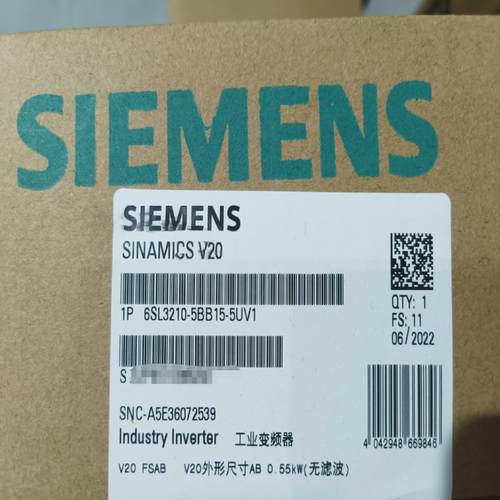 SIEMENS
SIEMENS
SINAMICS V20
1P 6SL3210-5BB15-5UV1
QTY: 1
FS: 11
06/2022
S
SNC-A5E36072539
Industry Inverter 工业变频器
4 042948 669846
V20 FSAB V20外形尺寸AB 0.55kW(无滤波)